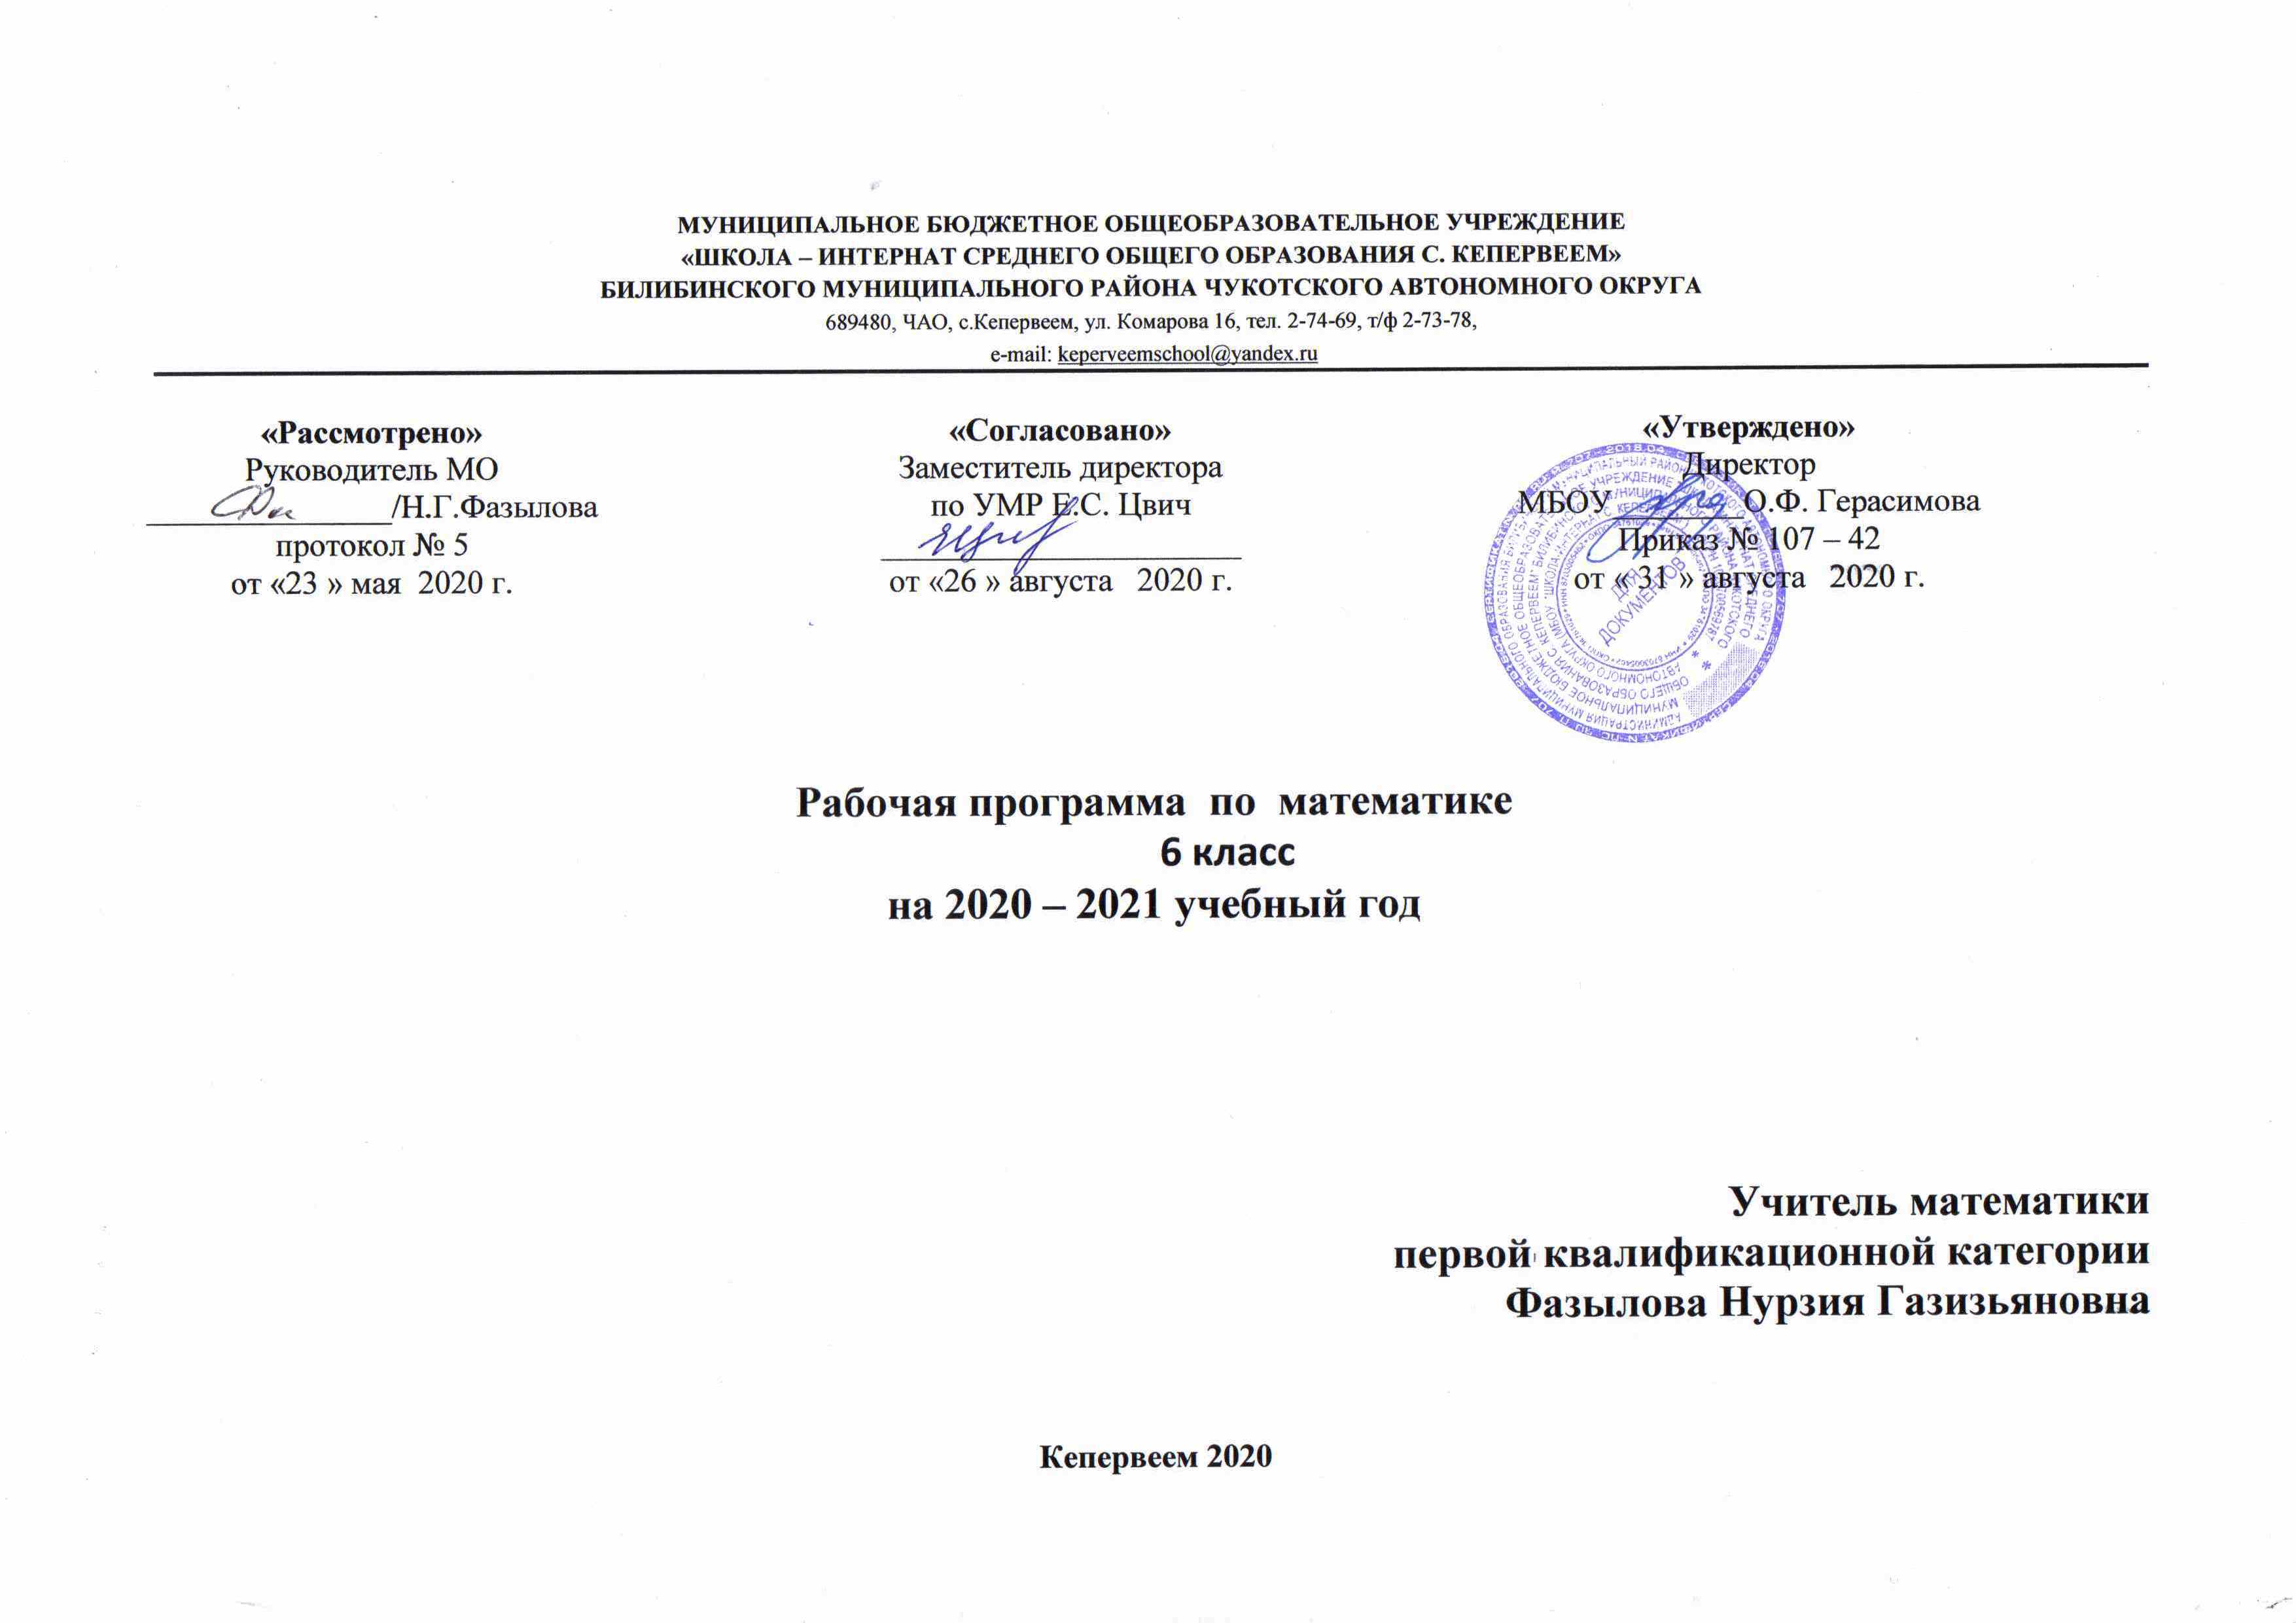 МУНИЦИПАЛЬНОЕ БЮДЖЕТНОЕ ОБЩЕОБРАЗОВАТЕЛЬНОЕ УЧРЕЖДЕНИЕ
«ШКОЛА – ИНТЕРНАТ СРЕДНЕГО ОБЩЕГО ОБРАЗОВАНИЯ С. КЕПЕРВЕЕМ»
БИЛИБИНСКОГО МУНИЦИПАЛЬНОГО РАЙОНА ЧУКОТСКОГО АВТОНОМНОГО ОКРУГА
689480, ЧАО, с.Кепервеем, ул. Комарова 16, тел. 2-74-69, т/ф 2-73-78,
e-mail: keperveemschool@yandex.ru
«Рассмотрено»
Руководитель МО
/Н.Г.Фазылова
протокол № 5
от «23 » мая 2020 г.
«Согласовано»
Заместитель директора
по УМР Е.С. Цвич
от «26 » августа 2020 г.
«Утверждено»
Директор
МБОУ О.Ф. Герасимова
Приказ № 107 – 42
от « 31 » августа 2020 г.
ДЛЯ
ДОКУМЕНТОВ
Рабочая программа по математике
6 класс
на 2020 – 2021 учебный год
Учитель математики
первой квалификационной категории
Фазылова Нурзия Газизьяновна
Кепервеем 2020